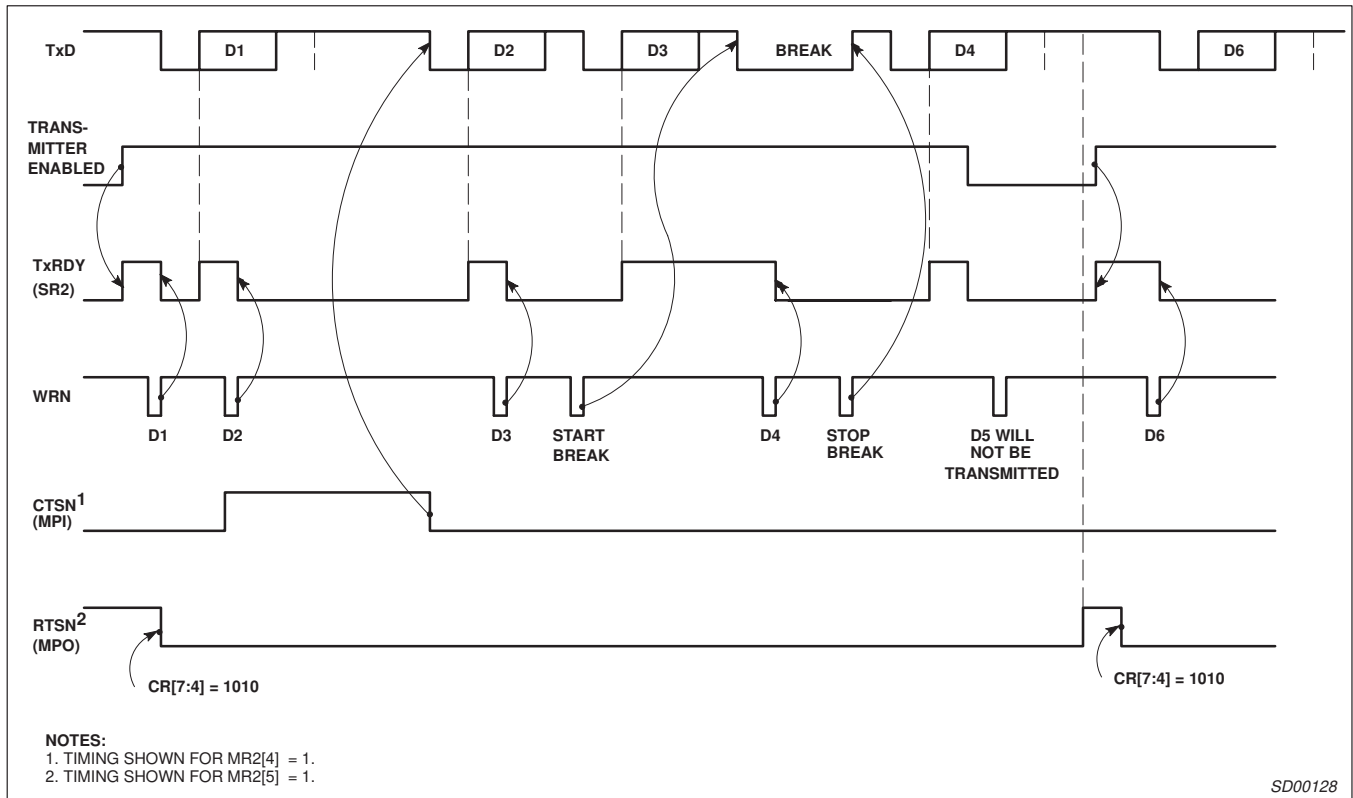 TxD
D1
D2
D3
BREAK
D4
D6
TRANS-
MITTER
ENABLED
TxRDY
(SR2)
WRN
D1
D2
D3
START
BREAK
D4
STOP
BREAK
D5 WILL
NOT BE
TRANSMITTED
D6
CTSN1
(MPI)
RTSN2
(MPO)
CR[7:4] = 1010
CR[7:4] = 1010
NOTES:
1. TIMING SHOWN FOR MR2[4] = 1.
2. TIMING SHOWN FOR MR2[5] = 1.
SD00128